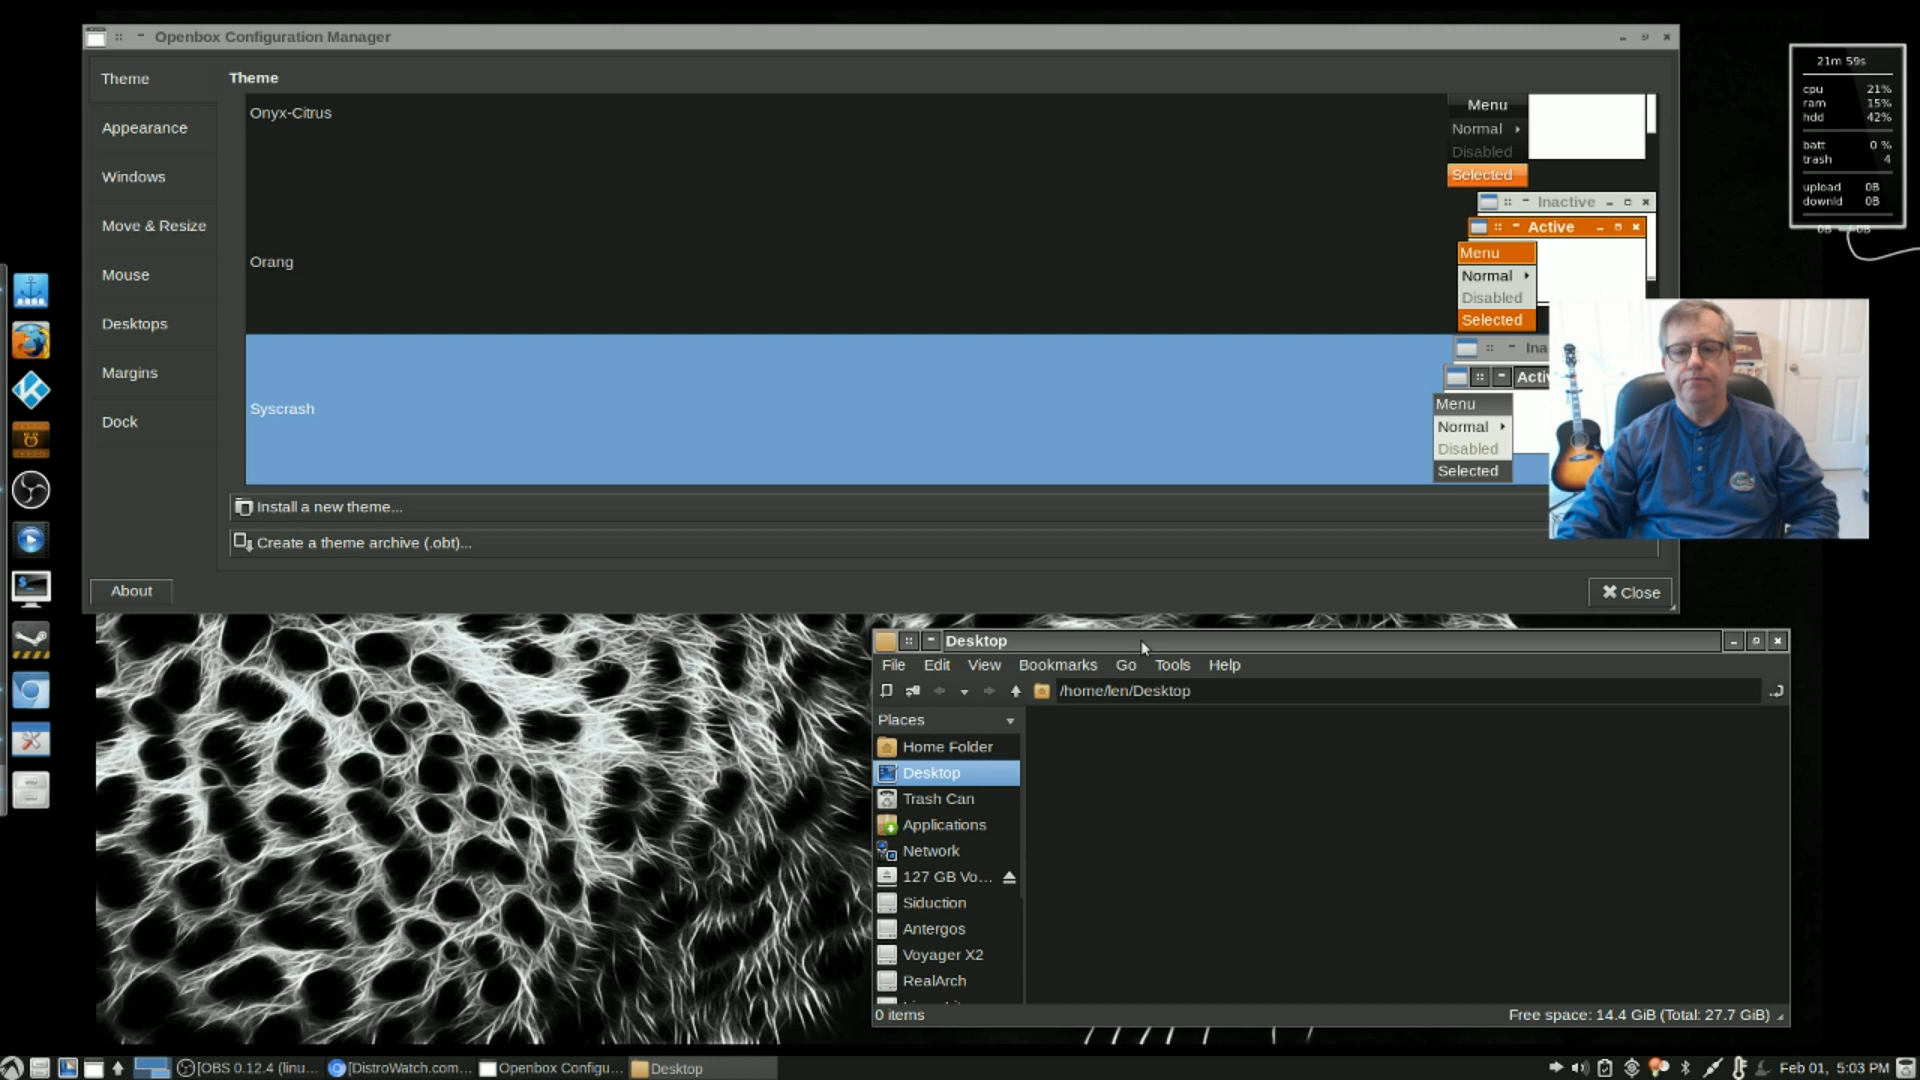 Openbox Configuration Manager
Theme
Appearance
Windows
Move & Resize
Mouse
Desktops
Margins
Dock
Theme
Onyx-Citrus
Menu
Normal
Disabled
Selected
Orang
Inactive
Active
Menu
Normal
Disabled
Selected
Syscrash
Ina
Activ
Menu
Normal
Disabled
Selected
Install a new theme...
Create a theme archive (.obt)...
About
Close
21m 59s
cpu 21%
ram 15%
hdd 42%
batt 0 %
trash 4
upload 0B
downld 0B
0B 0B
Desktop
File Edit View Bookmarks Go Tools Help
/home/len/Desktop
Places
Home Folder
Desktop
Trash Can
Applications
Network
127 GB Vo...
Siduction
Antergos
Voyager X2
RealArch
0 items
Free space: 14.4 GiB (Total: 27.7 GiB)
[OBS 0.12.4 (linu...
[DistroWatch.com...
Openbox Configu...
Desktop
Feb 01, 5:03 PM